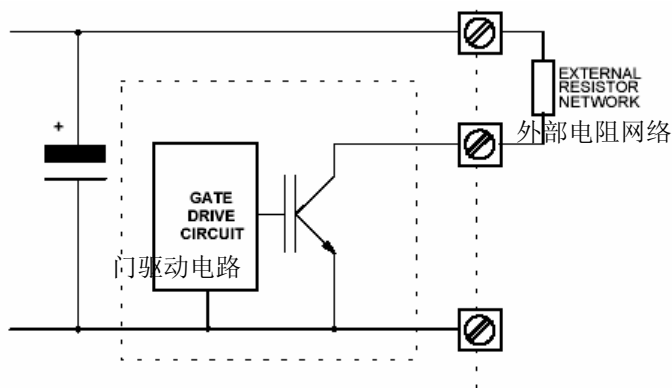 EXTERNAL
RESISTOR
NETWORK
外部电阻网络
+
GATE
DRIVE
CIRCUIT
门驱动电路